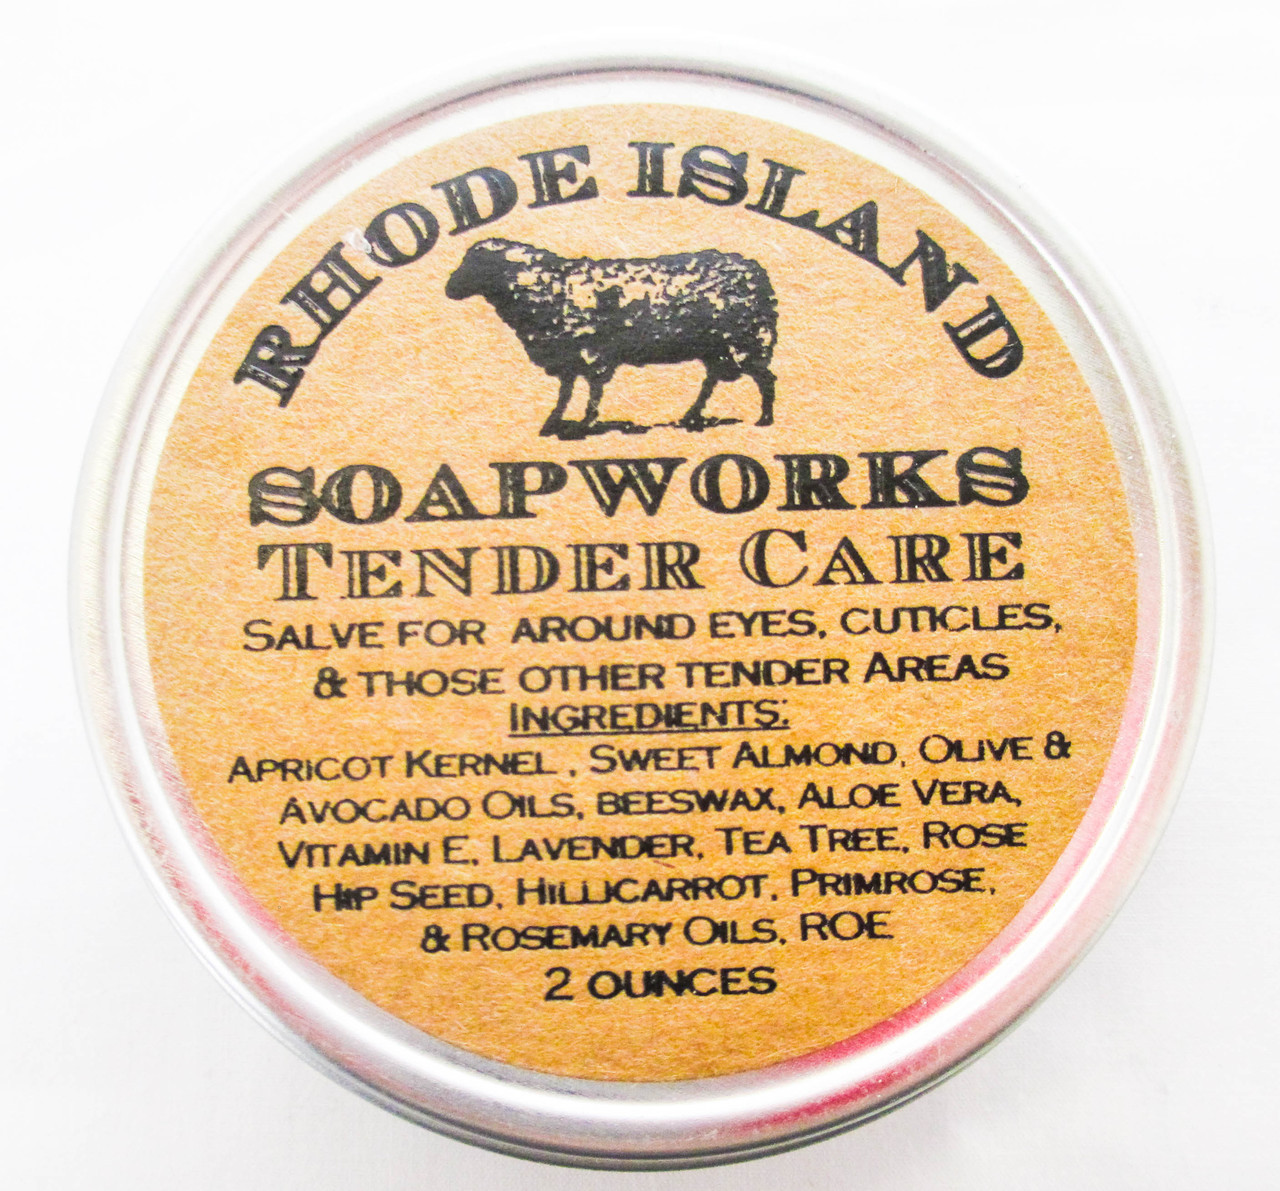 RHODE ISLAND
SOAPWORKS
TENDER CARE
SALVE FOR AROUND EYES, CUTICLES,
& THOSE OTHER TENDER AREAS
INGREDIENTS:
APRICOT KERNEL, SWEET ALMOND, OLIVE &
AVOCADO OILS, BEESWAX, ALOE VERA,
VITAMIN E, LAVENDER, TEA TREE, ROSE
HIP SEED, HILLICARROT, PRIMROSE,
& ROSEMARY OILS, ROE
2 OUNCES